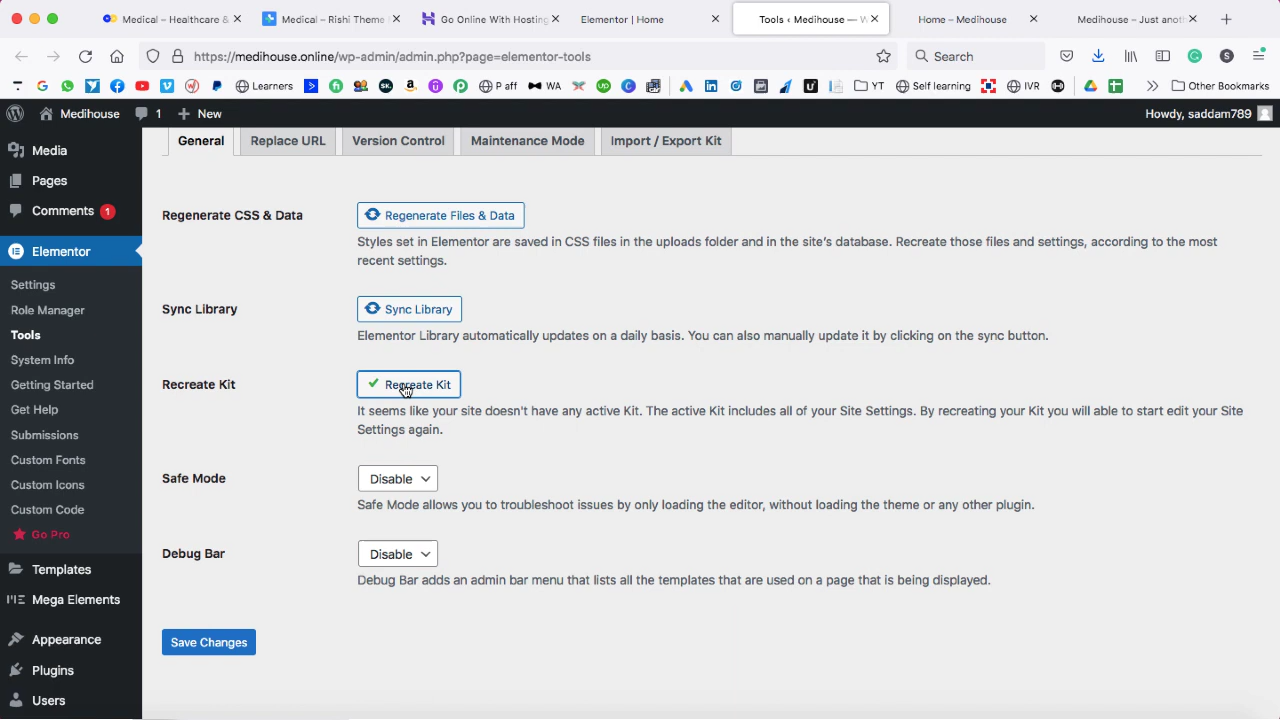 Medical – Healthcare &
Medical – Rishi Theme
Go Online With Hosting
Elementor | Home
Tools ‹ Medihouse — W
Home – Medihouse
Medihouse – Just anoth
https://medihouse.online/wp-admin/admin.php?page=elementor-tools
Search
Learners
P aff
WA
YT
Self learning
IVR
Other Bookmarks
Medihouse
1
New
Howdy, saddam789
Media
Pages
Comments 1
Elementor
Settings
Role Manager
Tools
System Info
Getting Started
Get Help
Submissions
Custom Fonts
Custom Icons
Custom Code
Go Pro
Templates
Mega Elements
Appearance
Plugins
Users
General
Replace URL
Version Control
Maintenance Mode
Import / Export Kit
Regenerate CSS & Data
Regenerate Files & Data
Styles set in Elementor are saved in CSS files in the uploads folder and in the site's database. Recreate those files and settings, according to the most
recent settings.
Sync Library
Sync Library
Elementor Library automatically updates on a daily basis. You can also manually update it by clicking on the sync button.
Recreate Kit
Recreate Kit
It seems like your site doesn't have any active Kit. The active Kit includes all of your Site Settings. By recreating your Kit you will able to start edit your Site
Settings again.
Safe Mode
Disable
Safe Mode allows you to troubleshoot issues by only loading the editor, without loading the theme or any other plugin.
Debug Bar
Disable
Debug Bar adds an admin bar menu that lists all the templates that are used on a page that is being displayed.
Save Changes